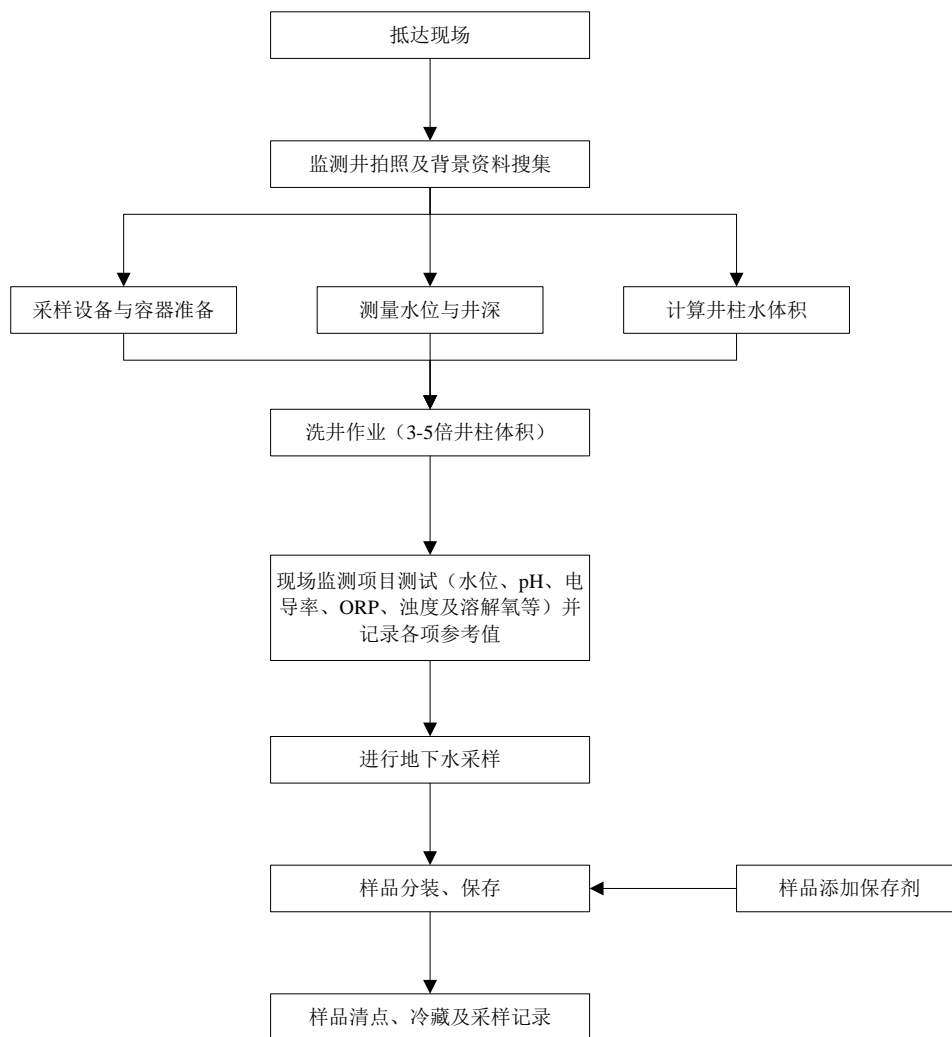 抵达现场
监测井拍照及背景资料搜集
采样设备与容器准备
测量水位与井深
计算井柱水体积
洗井作业（3-5倍井柱体积）
现场监测项目测试（水位、pH、电
导率、ORP、浊度及溶解氧等）并
记录各项参考值
进行地下水采样
样品分装、保存
样品添加保存剂
样品清点、冷藏及采样记录